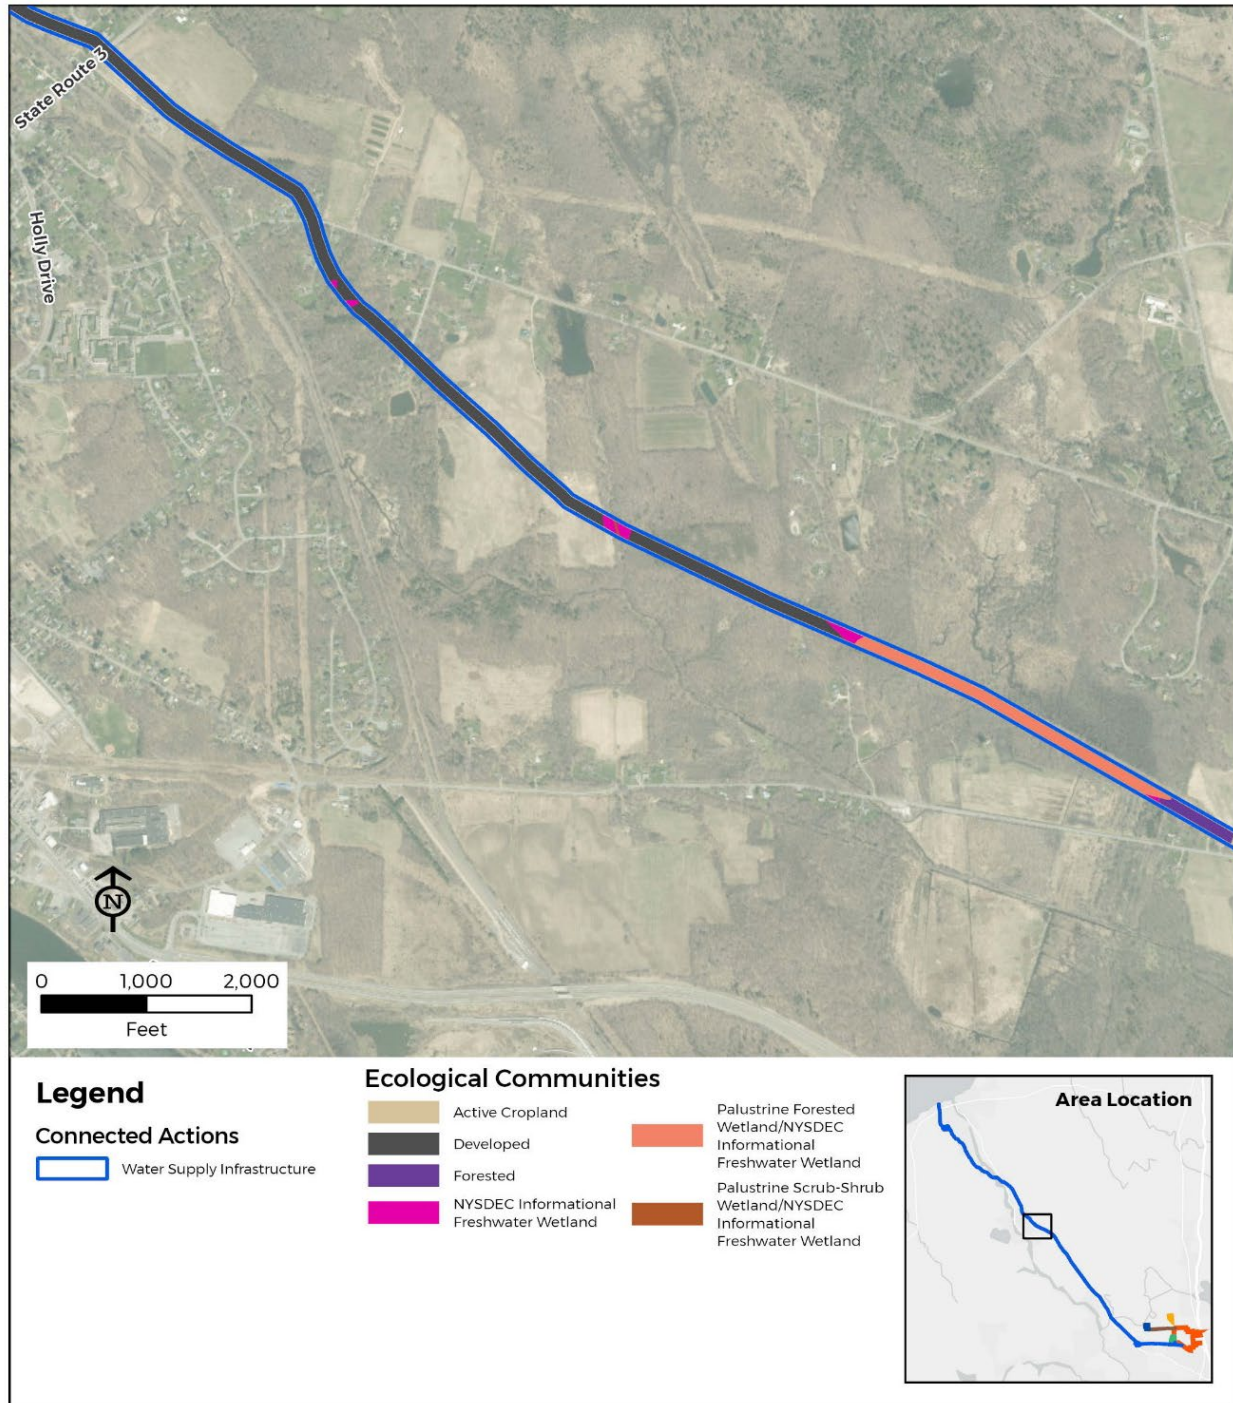 State Route 3
Holly Drive
N
0 1,000 2,000
Feet
Legend
Connected Actions
Water Supply Infrastructure
Ecological Communities
Active Cropland
Developed
Forested
NYSDEC Informational
Freshwater Wetland
Palustrine Forested
Wetland/NYSDEC
Informational
Freshwater Wetland
Palustrine Scrub-Shrub
Wetland/NYSDEC
Informational
Freshwater Wetland
Area Location